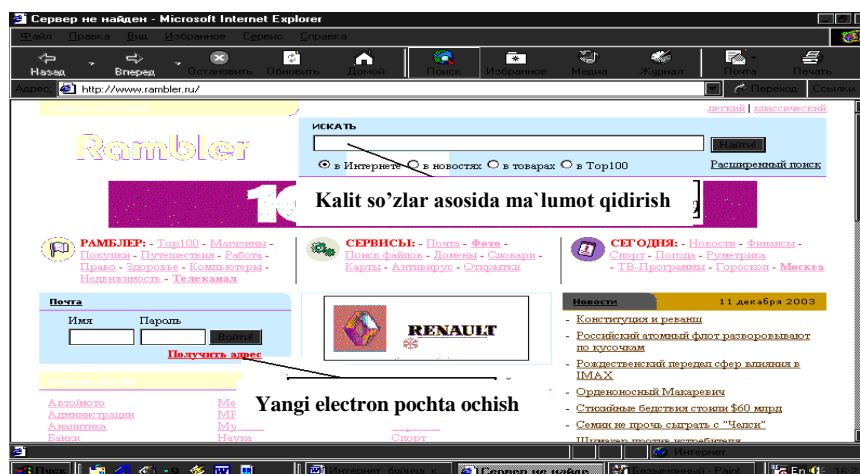 Сервер не найден - Microsoft Internet Explorer
Файл Правка Вид Избранное Сервис Справка
Назад Вперед Остановить Обновить Домой Поиск Избранное Медиа Журнал Почта Печать
Адрес: http://www.rambler.ru/ Переход Ссылки
легкий | классический
Rambler
ИСКАТЬ
Найти!
в Интернете в новостях в товарах в Top100 Расширенный поиск
Kalit so’zlar asosida ma`lumot qidirish
РАМБЛЕР: - Top100 - Магазины -
Покупки - Путешествия - Работа -
Право - Здоровье - Компьютеры -
Недвижимость - Телеканал
СЕРВИСЫ: - Почта - Фото -
Поиск файлов - Домены - Словари -
Карты - Антивирус - Открытки
СЕГОДНЯ: - Новости - Финансы -
Спорт - Погода - Руметрика
- ТВ-Программы - Гороскоп - Москва
Почта
Имя Пароль
Войти!
Получить адрес
RENAULT
Новости 11 декабря 2003
- Конституция и реванш
- Российский атомный флот разворовывают
по кусочкам
- Рождественский передел сфер влияния в
IMAX
- Орденоносный Макаревич
- Стихийные бедствия стоили $60 млрд
- Семин не прочь сыграть с "Челси"
- Шумахер против истребителя
Yangi electron pochta ochish
Авто/мото
Администрации
Аналитика
Банки
Наука
Спорт
Интернет
Пуск
Сервер не найде
En